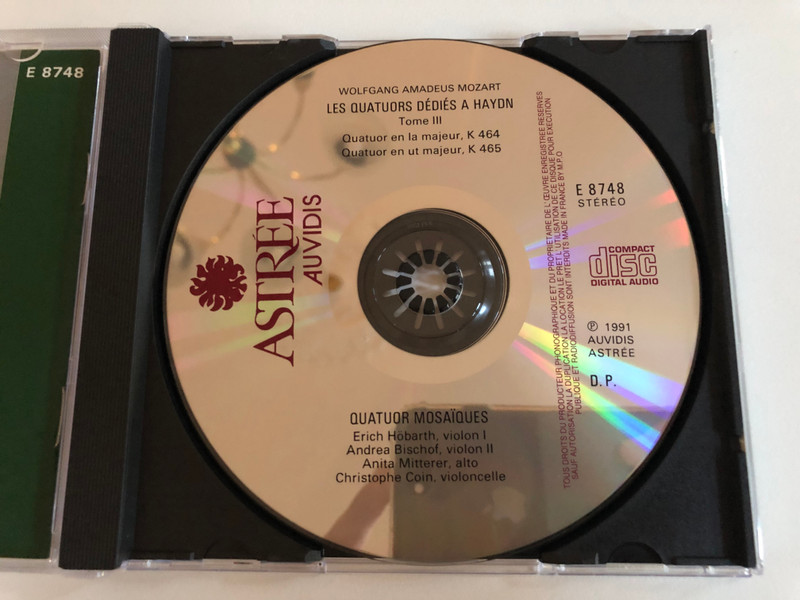 E 8748
WOLFGANG AMADEUS MOZART
LES QUATUORS DÉDIÉS A HAYDN
Tome III
Quatuor en la majeur, K 464
Quatuor en ut majeur, K 465
ASTRÉE
AUVIDIS
E 8748
STÉRÉO
COMPACT
disc
DIGITAL AUDIO
℗ 1991
AUVIDIS
ASTRÉE
D.P.
TOUS DROITS DU PRODUCTEUR PHONOGRAPHIQUE ET DU PROPRIETAIRE DE L'ŒUVRE ENREGISTREE RESERVES
SAUF AUTORISATION LA DUPLICATION LA LOCATION LE PRET L'UTILISATION DE CE DISQUE POUR EXECUTION
PUBLIQUE ET RADIODIFFUSION SONT INTERDITS MADE IN FRANCE BY M.P.O
QUATUOR MOSAÏQUES
Erich Höbarth, violon I
Andrea Bischof, violon II
Anita Mitterer, alto
Christophe Coin, violoncelle